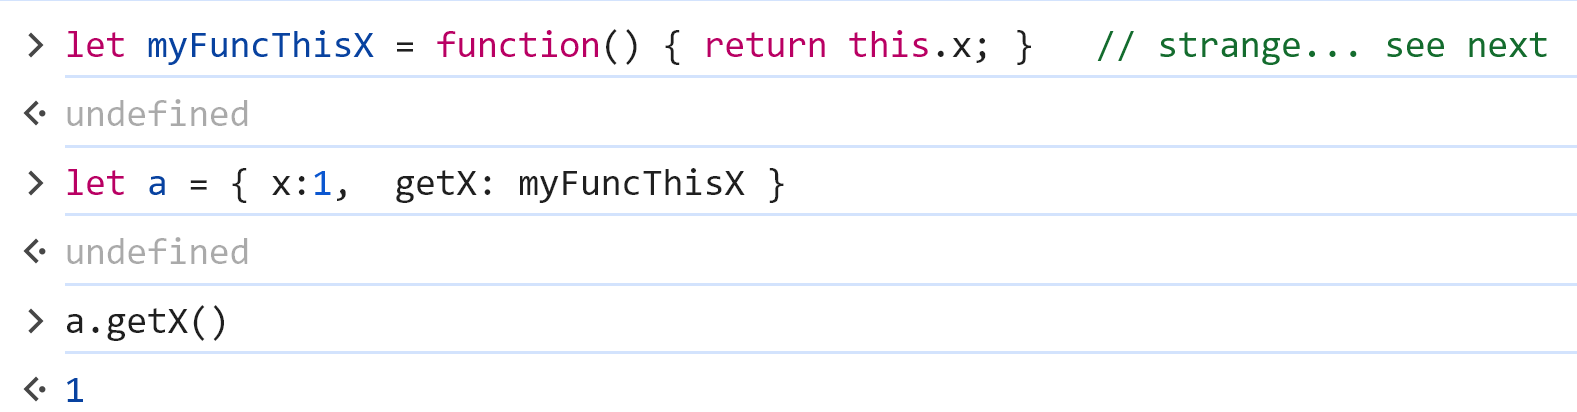 > let myFuncThisX = function() { return this.x; }   // strange... see next
<· undefined
> let a = { x:1,  getX: myFuncThisX }
<· undefined
> a.getX()
<· 1